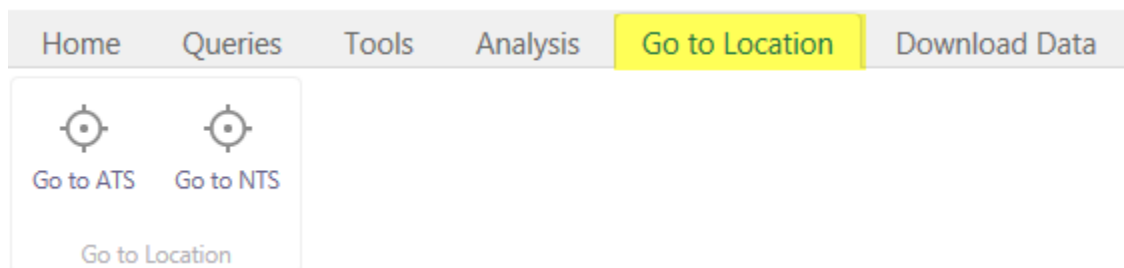 Home Queries Tools Analysis Go to Location Download Data
Go to ATS Go to NTS
Go to Location